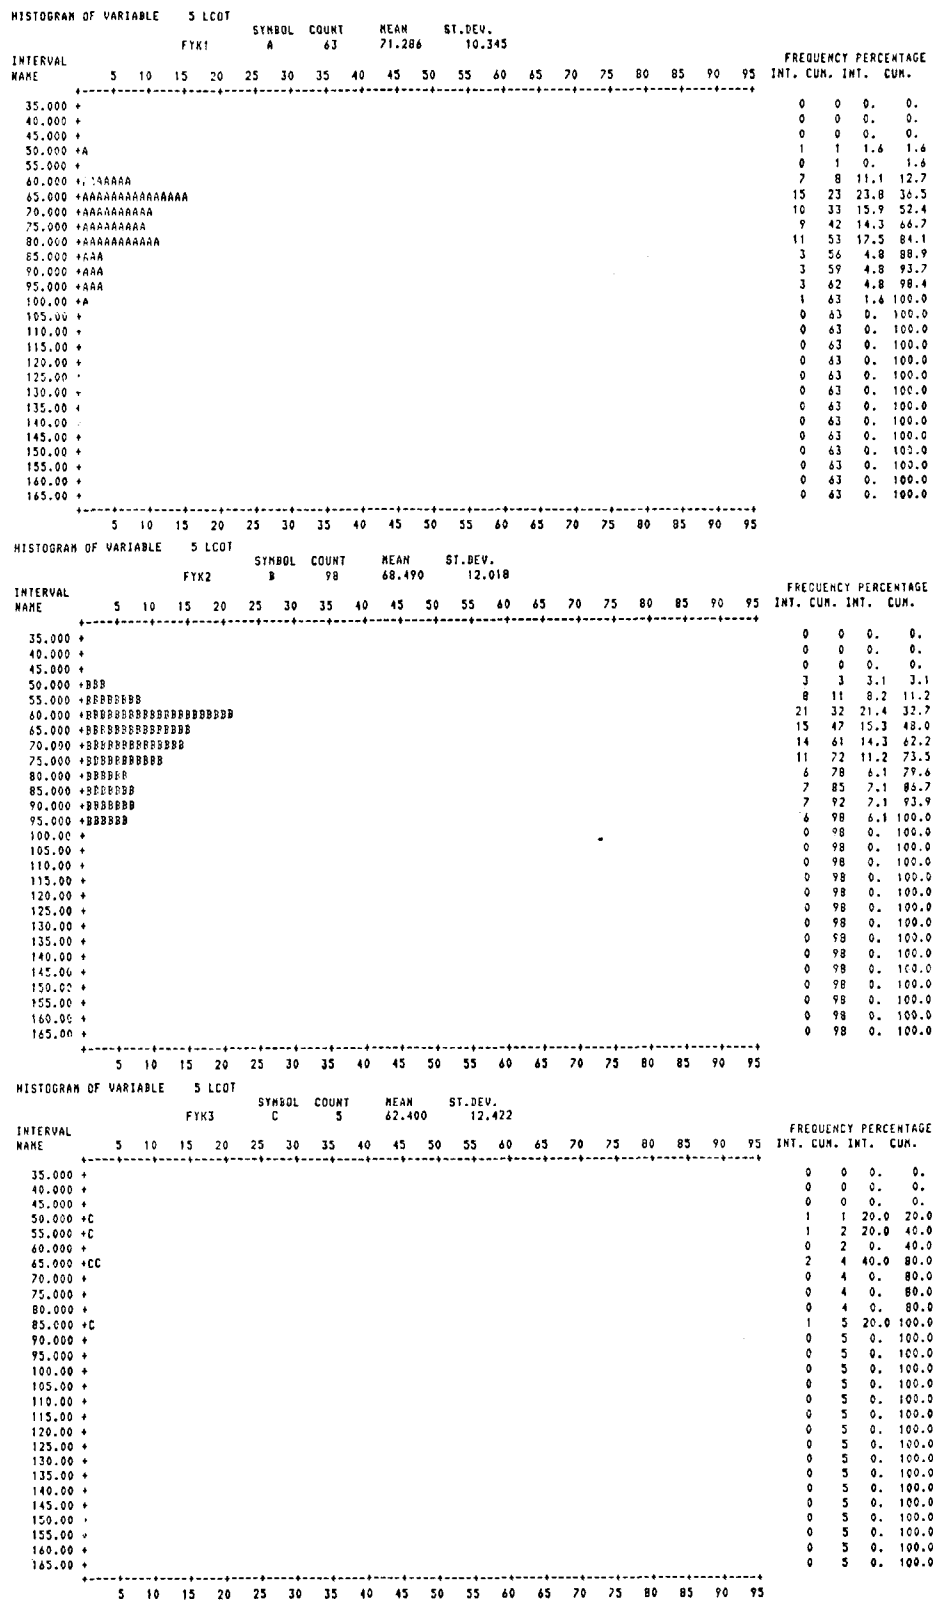 HISTOGRAM OF VARIABLE 5 LCOT
SYMBOL COUNT MEAN ST.DEV.
FYK1 A 63 71.286 10.345
INTERVAL FREQUENCY PERCENTAGE
NAME 5 10 15 20 25 30 35 40 45 50 55 60 65 70 75 80 85 90 95 INT. CUM. INT. CUM.
35.000 + 0 0 0. 0.
40.000 + 0 0 0. 0.
45.000 + 0 0 0. 0.
50.000 +A 1 1 1.6 1.6
55.000 + 0 1 0. 1.6
60.000 + 7 8 11.1 12.7
65.000 +AAAAAAAAAAAAAAA 15 23 23.8 36.5
70.000 +AAAAAAAAAA 10 33 15.9 52.4
75.000 +AAAAAAAAA 9 42 14.3 66.7
80.000 +AAAAAAAAAAA 11 53 17.5 84.1
85.000 +AAA 3 56 4.8 88.9
90.000 +AAA 3 59 4.8 93.7
95.000 +AAA 3 62 4.8 98.4
100.00 +A 1 63 1.6 100.0
105.00 + 0 63 0. 100.0
110.00 + 0 63 0. 100.0
115.00 + 0 63 0. 100.0
120.00 + 0 63 0. 100.0
125.00 0 63 0. 100.0
130.00 + 0 63 0. 100.0
135.00 + 0 63 0. 100.0
140.00 0 63 0. 100.0
145.00 + 0 63 0. 100.0
150.00 + 0 63 0. 100.0
155.00 + 0 63 0. 100.0
160.00 + 0 63 0. 100.0
165.00 + 0 63 0. 100.0
5 10 15 20 25 30 35 40 45 50 55 60 65 70 75 80 85 90 95
HISTOGRAM OF VARIABLE 5 LCOT
SYMBOL COUNT MEAN ST.DEV.
FYK2 B 98 68.490 12.018
INTERVAL FREQUENCY PERCENTAGE
NAME 5 10 15 20 25 30 35 40 45 50 55 60 65 70 75 80 85 90 95 INT. CUM. INT. CUM.
35.000 + 0 0 0. 0.
40.000 + 0 0 0. 0.
45.000 + 0 0 0. 0.
50.000 +BBB 3 3 3.1 3.1
55.000 +BBBBBBBB 8 11 8.2 11.2
60.000 +BBBBBBBBBBBBBBBBBBBBB 21 32 21.4 32.7
65.000 +BBBBBBBBBBBBBBB 15 47 15.3 48.0
70.000 +BBBBBBBBBBBBBB 14 61 14.3 62.2
75.000 +BBBBBBBBBBB 11 72 11.2 73.5
80.000 +BBBBBB 6 78 6.1 79.6
85.000 +BBBBBBB 7 85 7.1 86.7
90.000 +BBBBBBB 7 92 7.1 93.9
95.000 +BBBBBB 6 98 6.1 100.0
100.00 + 0 98 0. 100.0
105.00 + 0 98 0. 100.0
110.00 + 0 98 0. 100.0
115.00 + 0 98 0. 100.0
120.00 + 0 98 0. 100.0
125.00 + 0 98 0. 100.0
130.00 + 0 98 0. 100.0
135.00 + 0 98 0. 100.0
140.00 + 0 98 0. 100.0
145.00 + 0 98 0. 100.0
150.00 + 0 98 0. 100.0
155.00 + 0 98 0. 100.0
160.00 + 0 98 0. 100.0
165.00 + 0 98 0. 100.0
5 10 15 20 25 30 35 40 45 50 55 60 65 70 75 80 85 90 95
HISTOGRAM OF VARIABLE 5 LCOT
SYMBOL COUNT MEAN ST.DEV.
FYK3 C 5 62.400 12.422
INTERVAL FREQUENCY PERCENTAGE
NAME 5 10 15 20 25 30 35 40 45 50 55 60 65 70 75 80 85 90 95 INT. CUM. INT. CUM.
35.000 + 0 0 0. 0.
40.000 + 0 0 0. 0.
45.000 + 0 0 0. 0.
50.000 +C 1 1 20.0 20.0
55.000 +C 1 2 20.0 40.0
60.000 + 0 2 0. 40.0
65.000 +CC 2 4 40.0 80.0
70.000 + 0 4 0. 80.0
75.000 + 0 4 0. 80.0
80.000 + 0 4 0. 80.0
85.000 +C 1 5 20.0 100.0
90.000 + 0 5 0. 100.0
95.000 + 0 5 0. 100.0
100.00 + 0 5 0. 100.0
105.00 + 0 5 0. 100.0
110.00 + 0 5 0. 100.0
115.00 + 0 5 0. 100.0
120.00 + 0 5 0. 100.0
125.00 + 0 5 0. 100.0
130.00 + 0 5 0. 100.0
135.00 + 0 5 0. 100.0
140.00 + 0 5 0. 100.0
145.00 + 0 5 0. 100.0
150.00 0 5 0. 100.0
155.00 + 0 5 0. 100.0
160.00 + 0 5 0. 100.0
165.00 + 0 5 0. 100.0
5 10 15 20 25 30 35 40 45 50 55 60 65 70 75 80 85 90 95